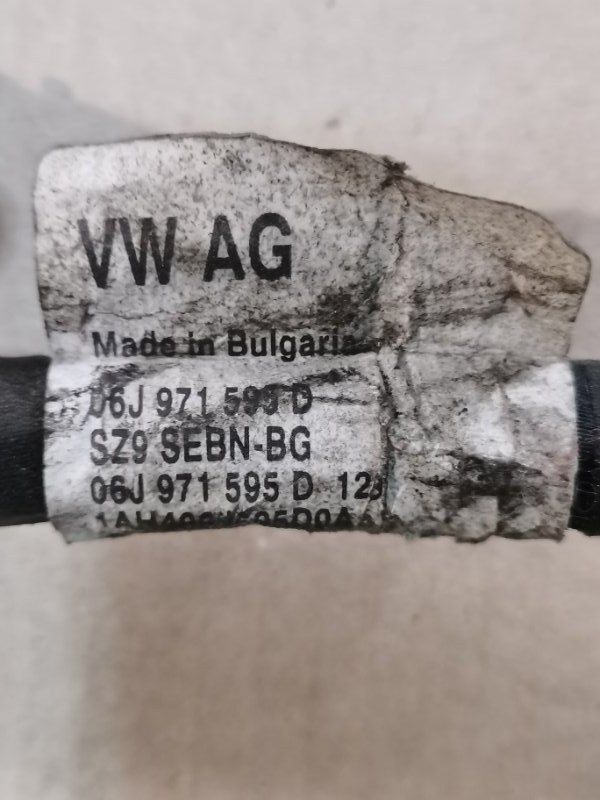 VW AG
Made in Bulgaria
06J 971 595 D
SZ9 SEBN-BG
06J 971 595 D